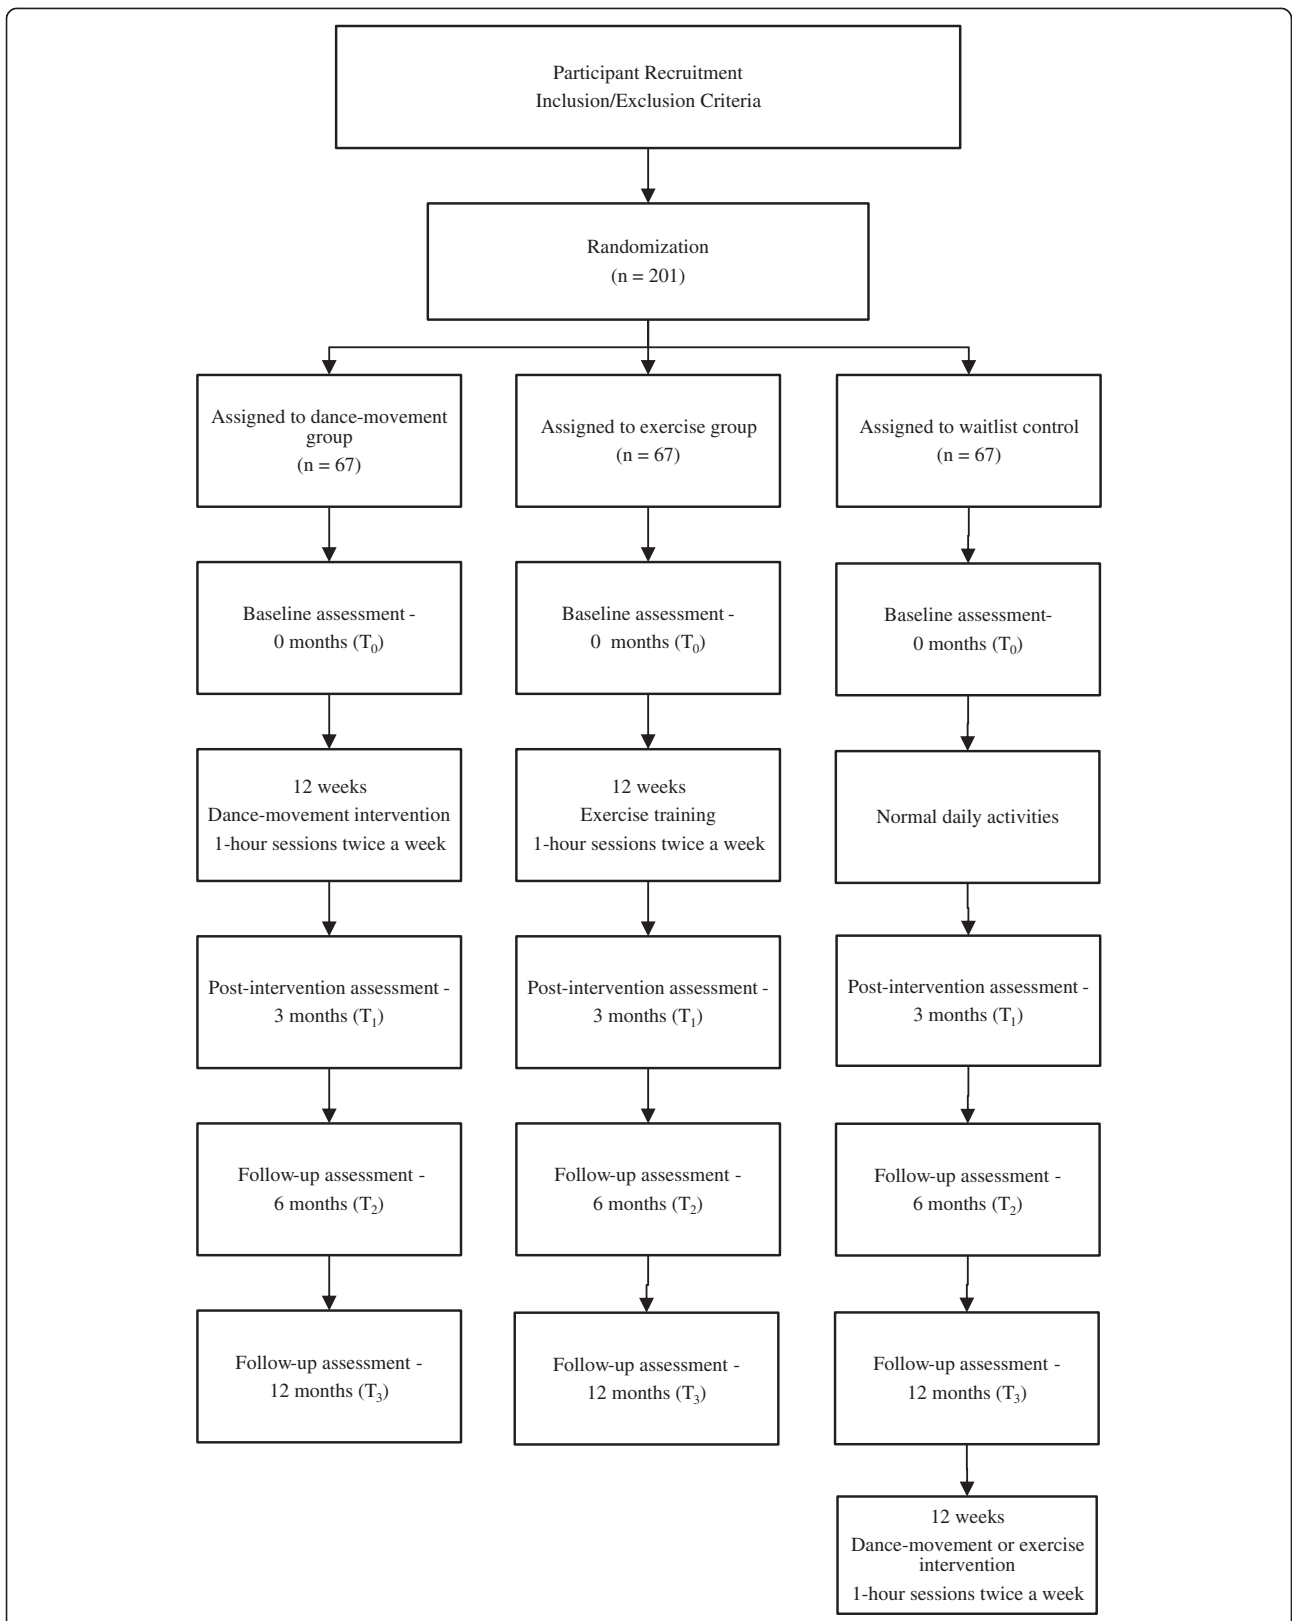 Participant Recruitment
Inclusion/Exclusion Criteria
Randomization
(n = 201)
Assigned to dance-movement
group
(n = 67)
Assigned to exercise group
(n = 67)
Assigned to waitlist control
(n = 67)
Baseline assessment -
0 months (T₀)
Baseline assessment -
0 months (T₀)
Baseline assessment-
0 months (T₀)
12 weeks
Dance-movement intervention
1-hour sessions twice a week
12 weeks
Exercise training
1-hour sessions twice a week
Normal daily activities
Post-intervention assessment -
3 months (T₁)
Post-intervention assessment -
3 months (T₁)
Post-intervention assessment -
3 months (T₁)
Follow-up assessment -
6 months (T₂)
Follow-up assessment -
6 months (T₂)
Follow-up assessment -
6 months (T₂)
Follow-up assessment -
12 months (T₃)
Follow-up assessment -
12 months (T₃)
Follow-up assessment -
12 months (T₃)
12 weeks
Dance-movement or exercise
intervention
1-hour sessions twice a week